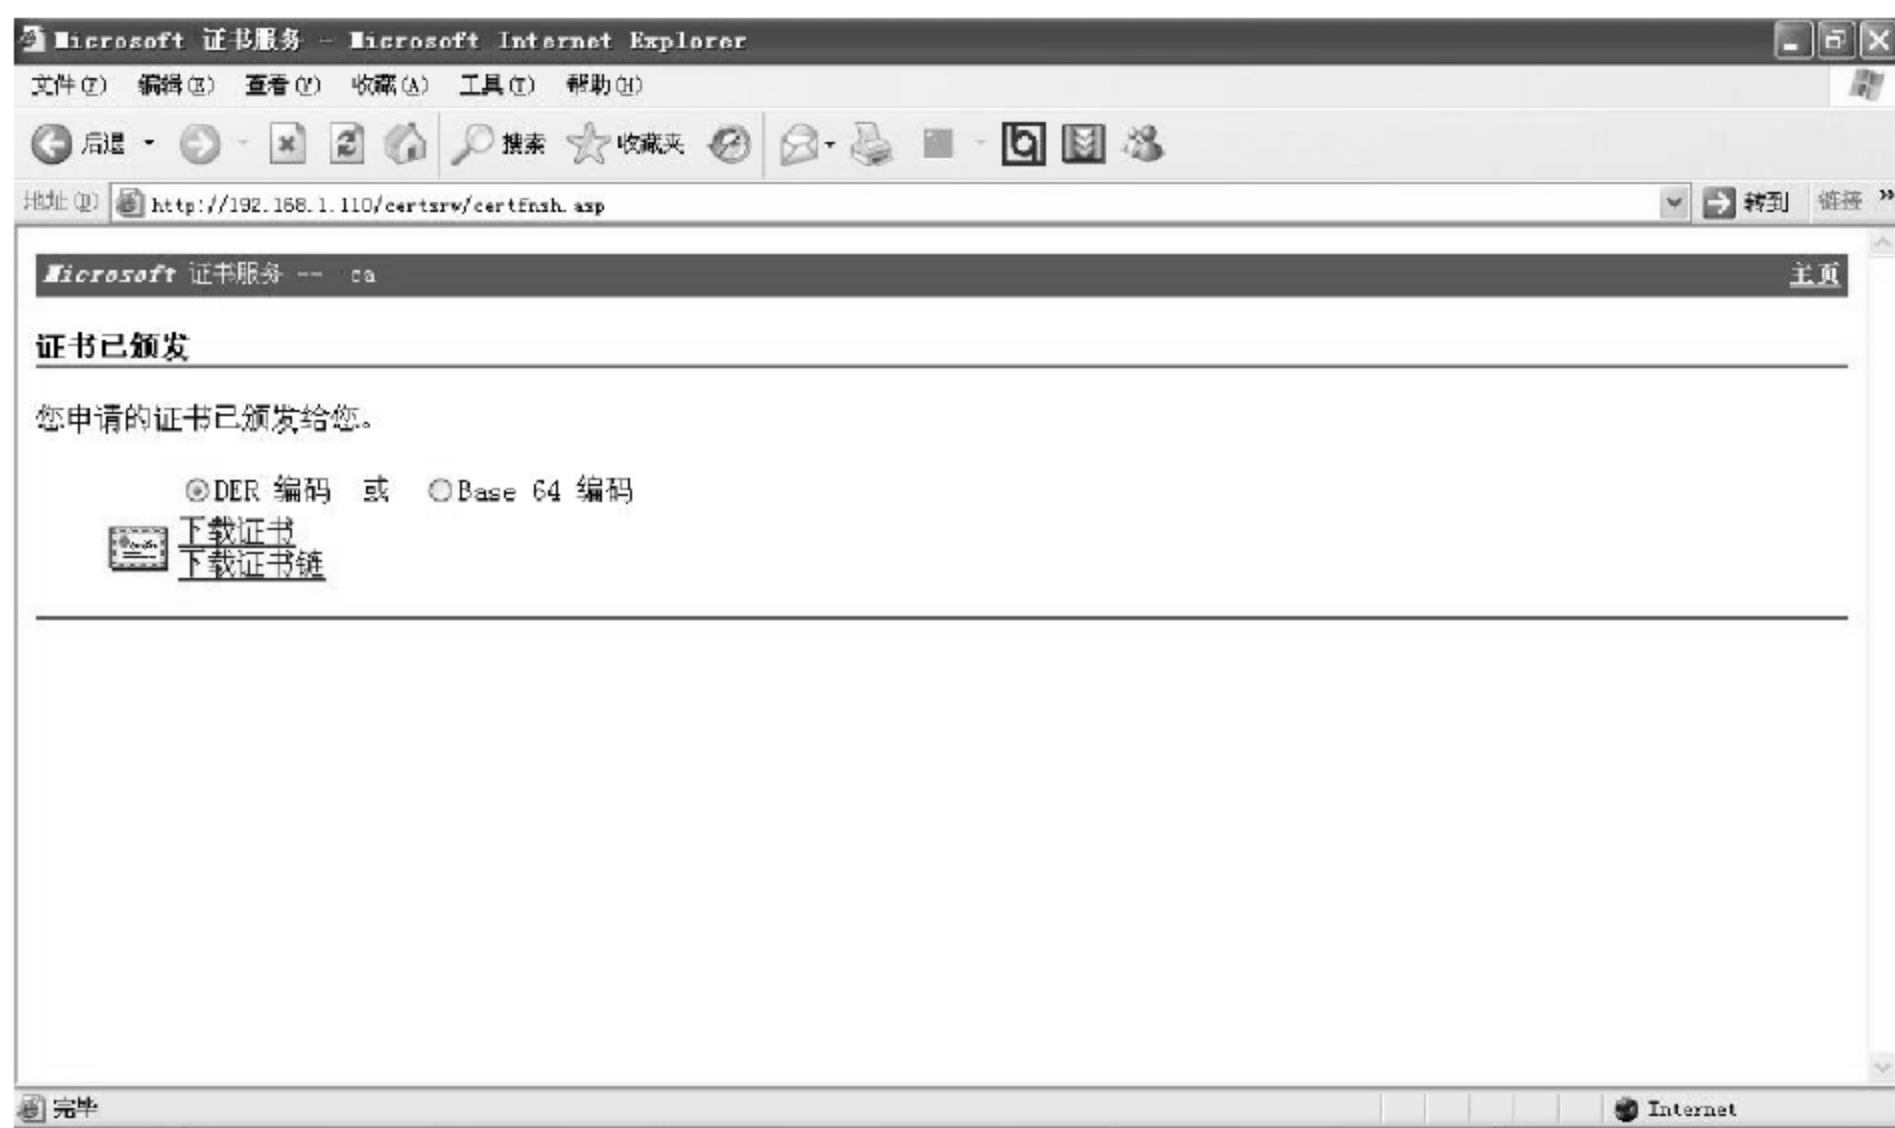 Microsoft 证书服务 - Microsoft Internet Explorer
文件(F) 编辑(E) 查看(V) 收藏(A) 工具(T) 帮助(H)
后退 搜索 收藏夹
地址(D) http://192.168.1.110/certsrv/certfnsh.asp 转到 链接 »
Microsoft 证书服务 -- ca 主页
证书已颁发
您申请的证书已颁发给您。
DER 编码 或 Base 64 编码
下载证书
下载证书链
完毕 Internet